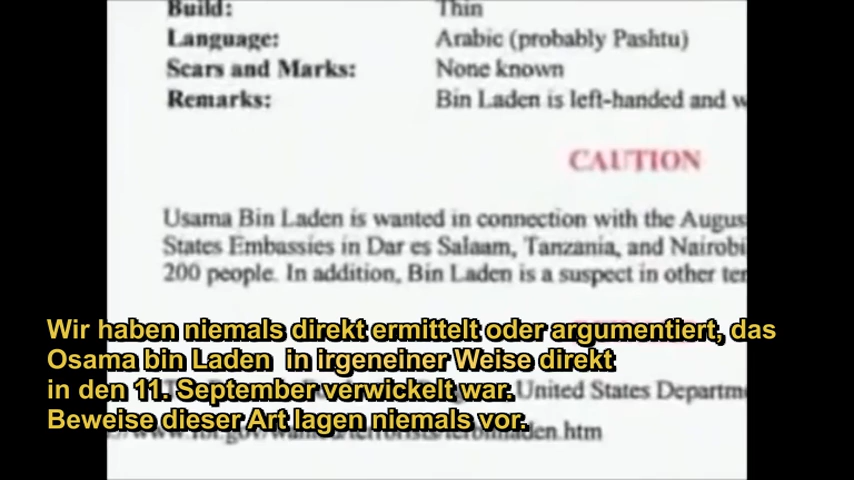 Build: Thin
Language: Arabic (probably Pashtu)
Scars and Marks: None known
Remarks: Bin Laden is left-handed and w
CAUTION
Usama Bin Laden is wanted in connection with the Augus
States Embassies in Dar es Salaam, Tanzania, and Nairobi
200 people. In addition, Bin Laden is a suspect in other ter
Wir haben niemals direkt ermittelt oder argumentiert, das
Osama bin Laden in irgeneiner Weise direkt
in den 11. September verwickelt war.
United States Departme
Beweise dieser Art lagen niemals vor.